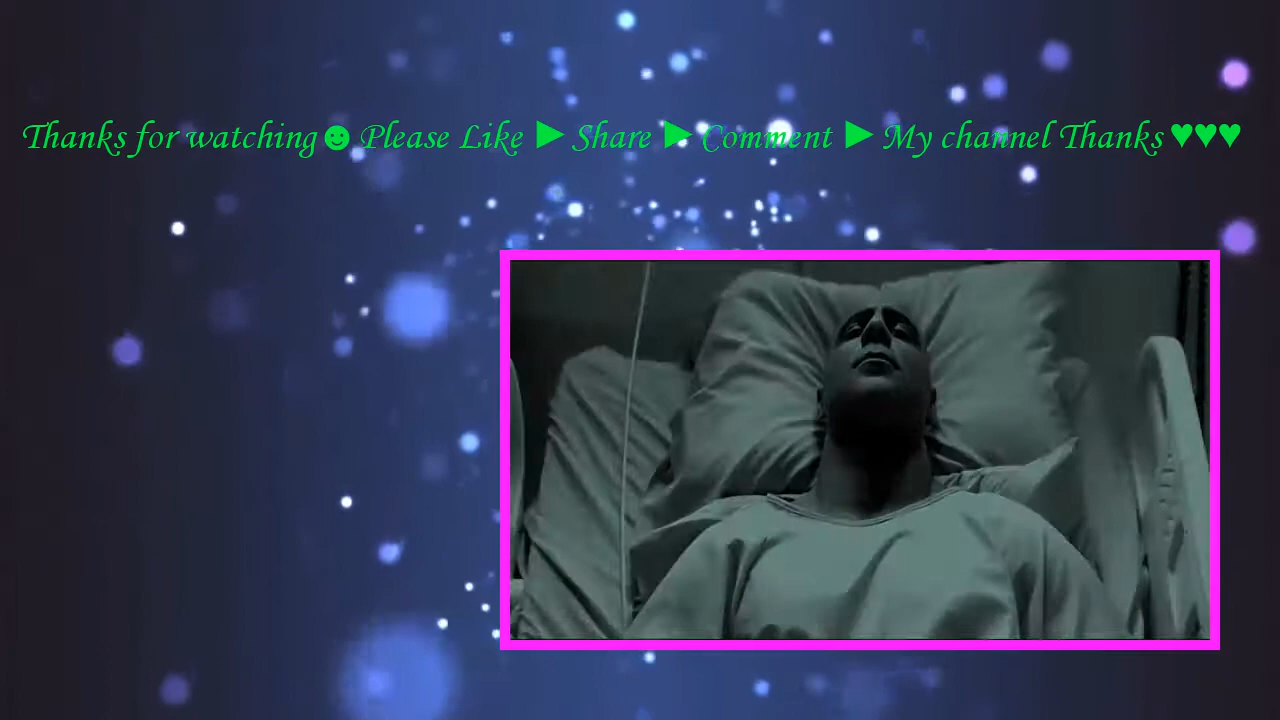 Thanks for watching☻Please Like ► Share ► Comment ► My channel Thanks ♥♥♥